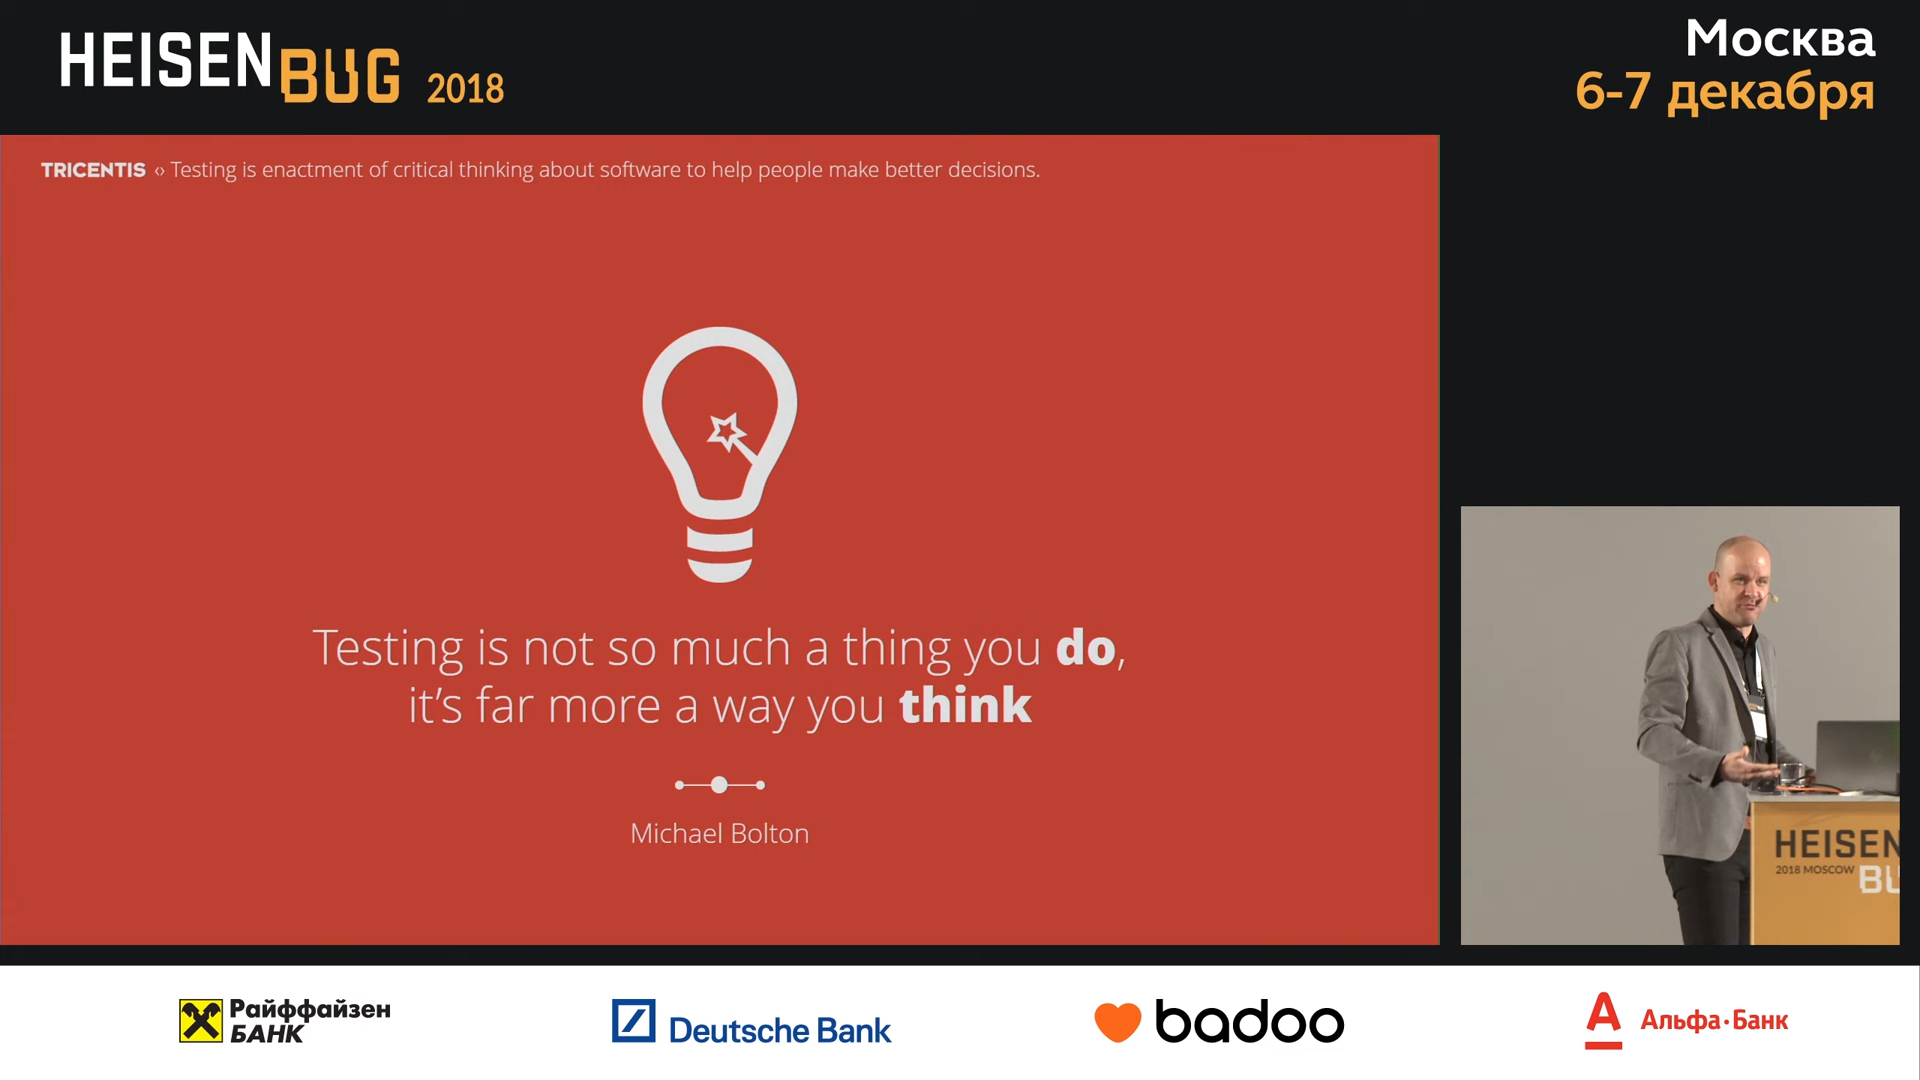 HEISENBUG 2018
Москва
6-7 декабря
TRICENTIS ‹› Testing is enactment of critical thinking about software to help people make better decisions.
Testing is not so much a thing you do,
it's far more a way you think
Michael Bolton
HEISEN
2018 MOSCOW
BU
Райффайзен
БАНК
Deutsche Bank
badoo
А
Альфа·Банк